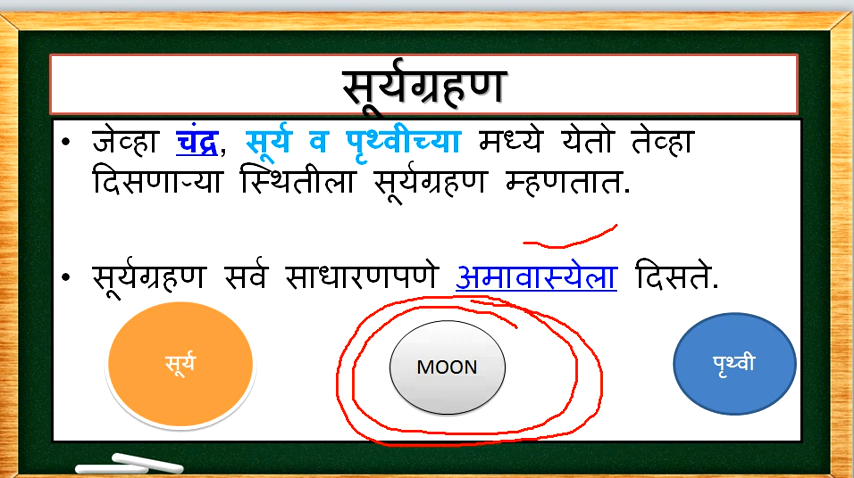 सूर्यग्रहण
• जेव्हा चंद्र, सूर्य व पृथ्वीच्या मध्ये येतो तेव्हा
दिसणाऱ्या स्थितीला सूर्यग्रहण म्हणतात.
• सूर्यग्रहण सर्व साधारणपणे अमावास्येला दिसते.
सूर्य
MOON
पृथ्वी